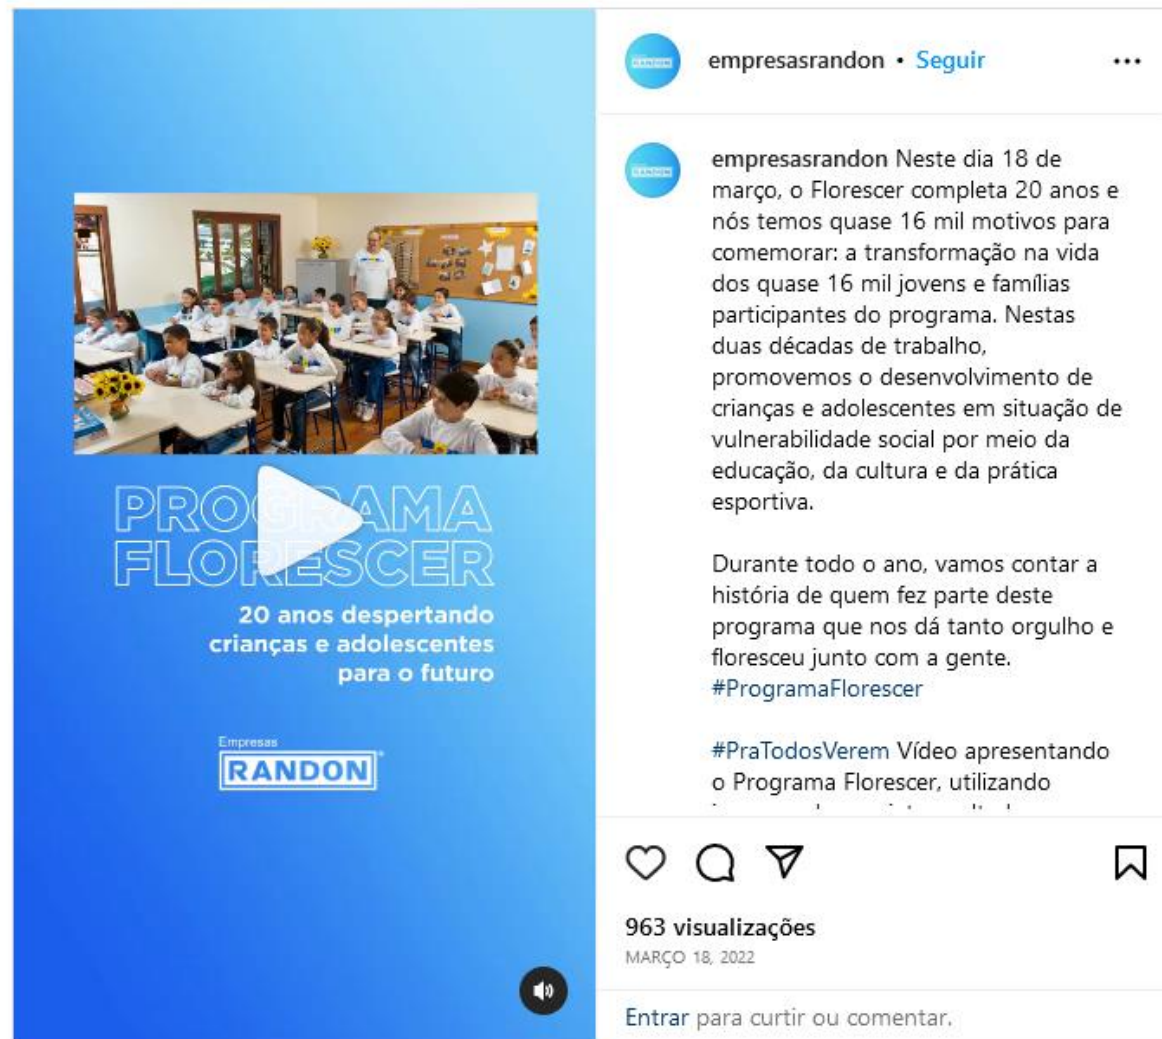 PROGRAMA
FLORESCER
20 anos despertando
crianças e adolescentes
para o futuro
Empresas
RANDON
empresasrandon • Seguir
empresasrandon Neste dia 18 de
março, o Florescer completa 20 anos e
nós temos quase 16 mil motivos para
comemorar: a transformação na vida
dos quase 16 mil jovens e famílias
participantes do programa. Nestas
duas décadas de trabalho,
promovemos o desenvolvimento de
crianças e adolescentes em situação de
vulnerabilidade social por meio da
educação, da cultura e da prática
esportiva.
Durante todo o ano, vamos contar a
história de quem fez parte deste
programa que nos dá tanto orgulho e
floresceu junto com a gente.
#ProgramaFlorescer
#PraTodosVerem Vídeo apresentando
o Programa Florescer, utilizando
963 visualizações
MARÇO 18, 2022
Entrar para curtir ou comentar.